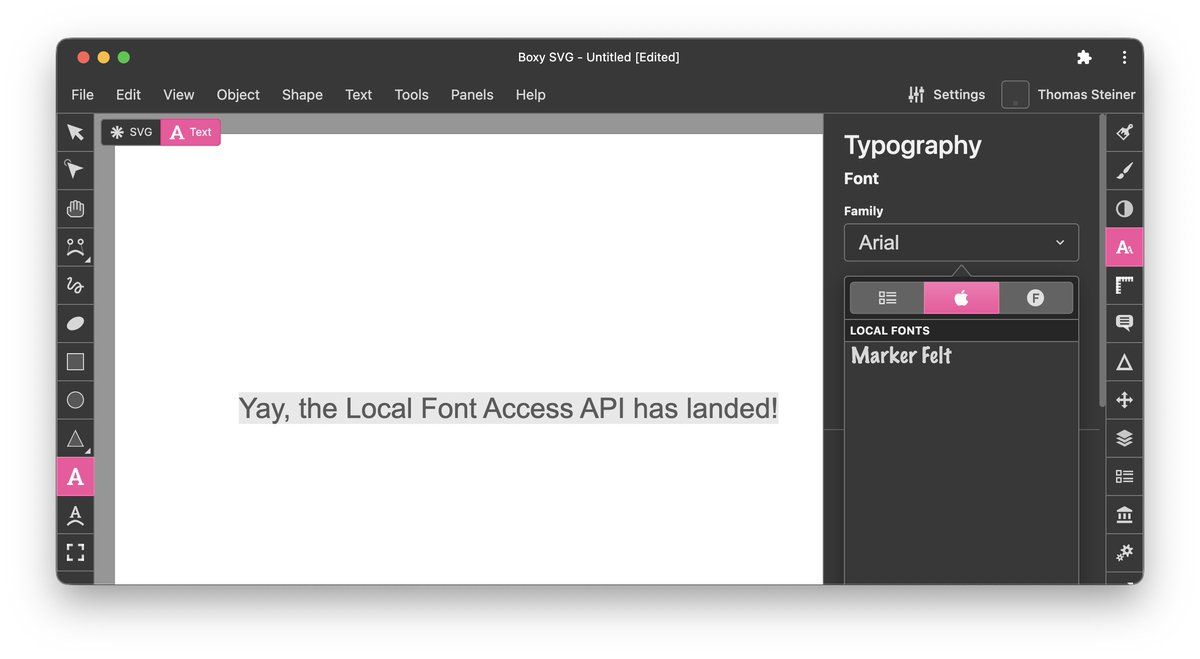 Boxy SVG - Untitled [Edited]
File Edit View Object Shape Text Tools Panels Help Settings Thomas Steiner
SVG A Text
Typography
Font
Family
Arial
F
LOCAL FONTS
Marker Felt
Yay, the Local Font Access API has landed!